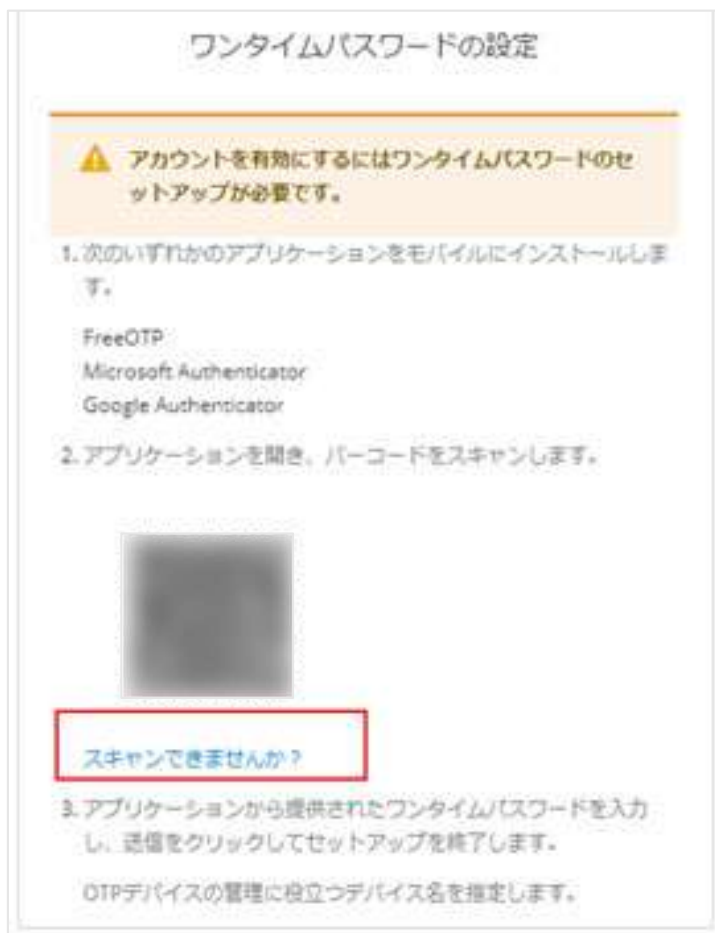 ワンタイムパスワードの設定
アカウントを有効にするにはワンタイムパスワードのセ
ットアップが必要です。
1. 次のいずれかのアプリケーションをモバイルにインストールしま
す。
FreeOTP
Microsoft Authenticator
Google Authenticator
2. アプリケーションを開き、バーコードをスキャンします。
スキャンできませんか？
3. アプリケーションから提供されたワンタイムパスワードを入力
し、送信をクリックしてセットアップを終了します。
OTPデバイスの管理に役立つデバイス名を指定します。